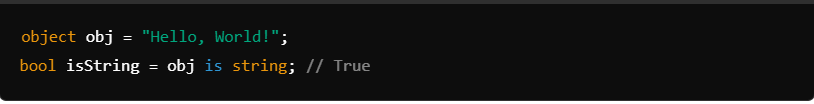 object obj = "Hello, World!";
bool isString = obj is string; // True